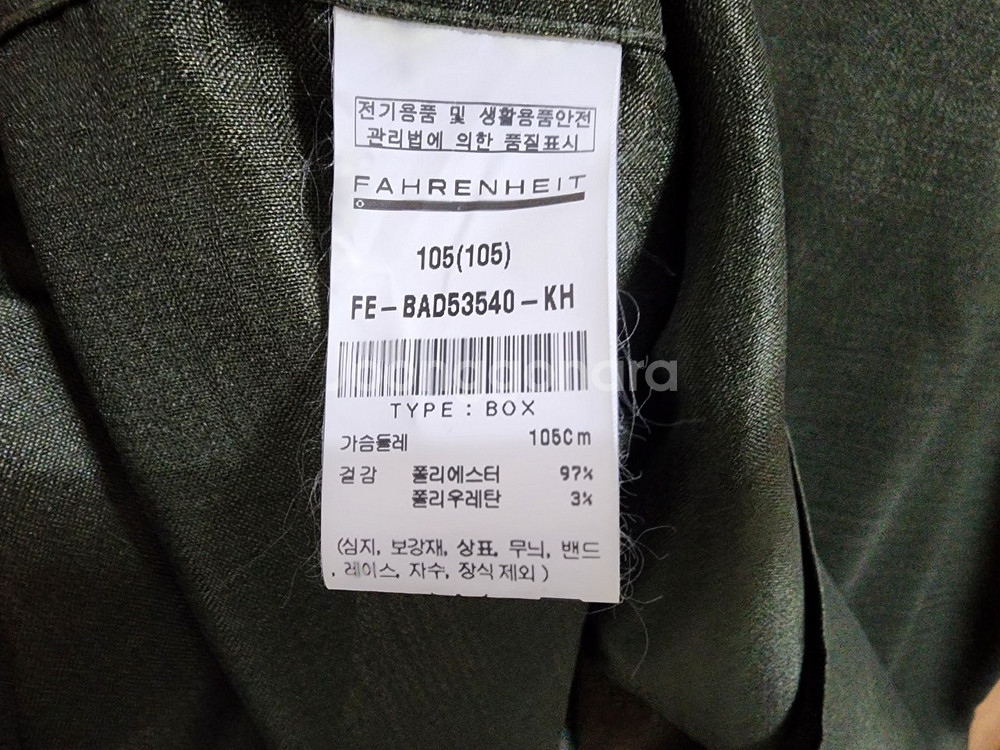 전기용품 및 생활용품안전
관리법에 의한 품질표시
FAHRENHEIT
105(105)
FE-BAD53540-KH
TYPE : BOX
가슴둘레 105Cm
겉감 폴리에스터 97%
폴리우레탄 3%
(심지, 보강재, 상표, 무늬, 밴드
, 레이스, 자수, 장식제외)